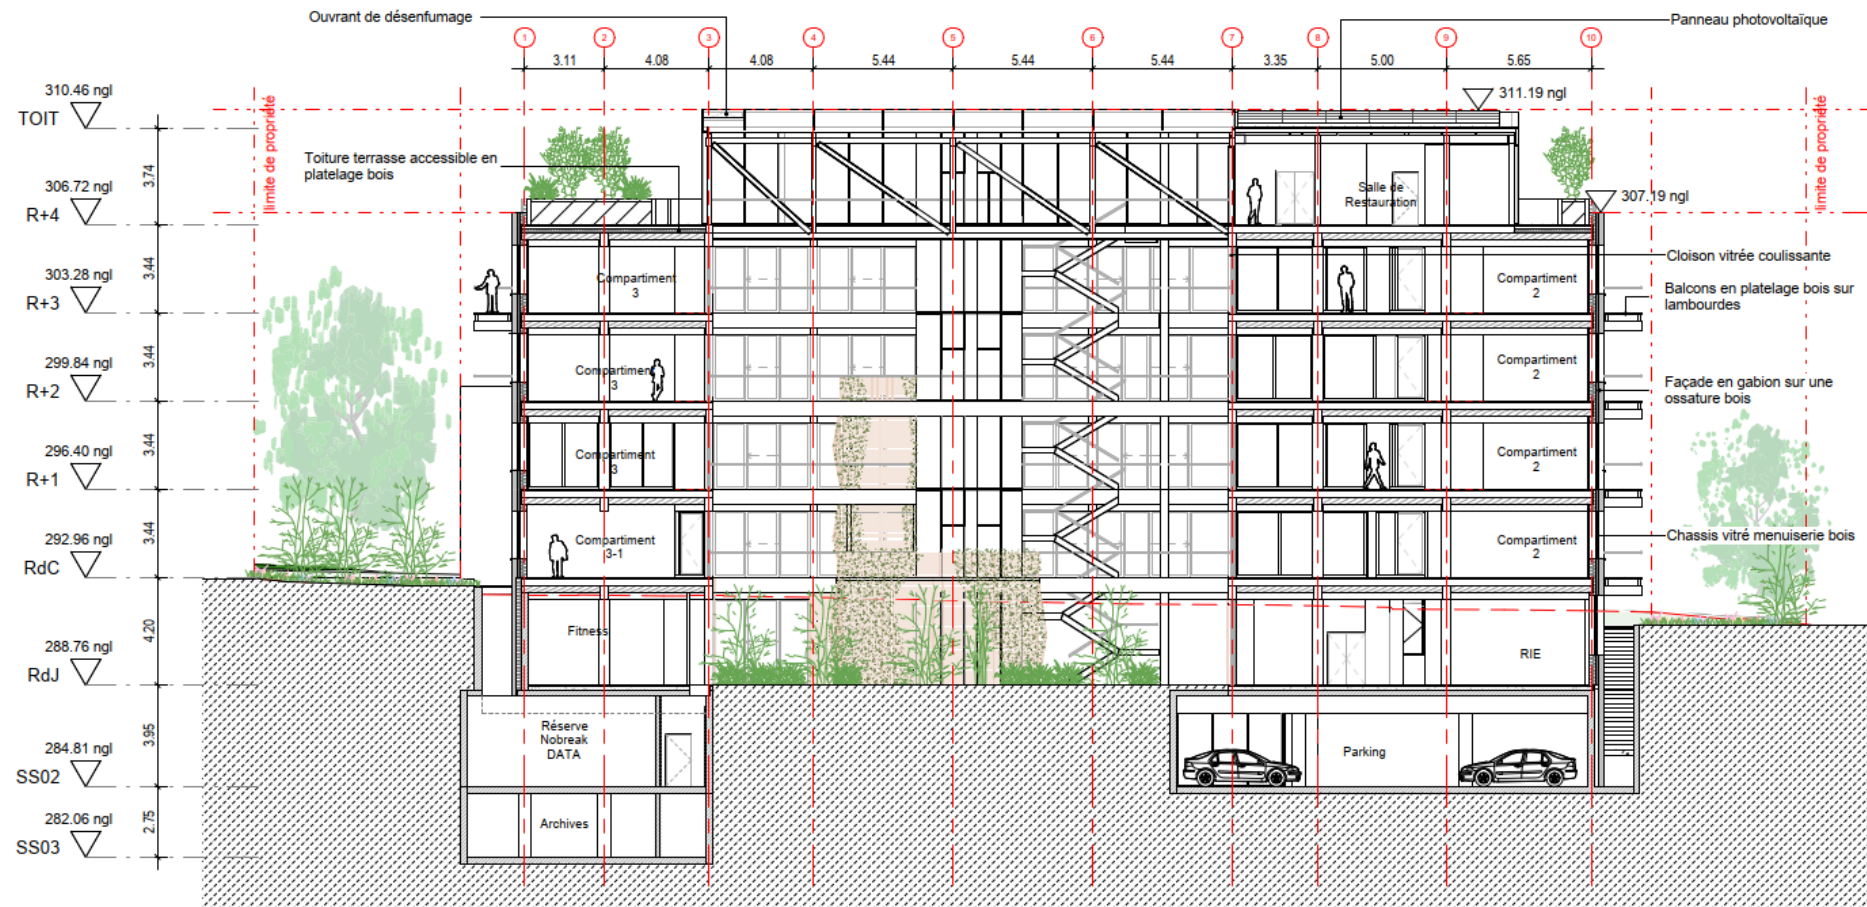 Ouvrant de désenfumage
Panneau photovoltaïque
1 2 3 4 5 6 7 8 9 10
3.11 4.08 4.08 5.44 5.44 5.44 3.35 5.00 5.65
310.46 ngl
TOIT
311.19 ngl
limite de propriété
limite de propriété
Toiture terrasse accessible en
platelage bois
3.74
306.72 ngl
R+4
Salle de
Restauration
307.19 ngl
Cloison vitrée coulissante
303.28 ngl
R+3
3.44
Compartiment
3
Compartiment
2
Balcons en platelage bois sur
lambourdes
299.84 ngl
R+2
3.44
Compartiment
3
Compartiment
2
Façade en gabion sur une
ossature bois
296.40 ngl
R+1
3.44
Compartiment
3
Compartiment
2
292.96 ngl
RdC
3.44
Compartiment
3-1
Compartiment
2
Chassis vitré menuiserie bois
288.76 ngl
RdJ
4.20
Fitness
RIE
284.81 ngl
SS02
3.95
Réserve
Nobreak
DATA
Parking
282.06 ngl
SS03
2.75
Archives